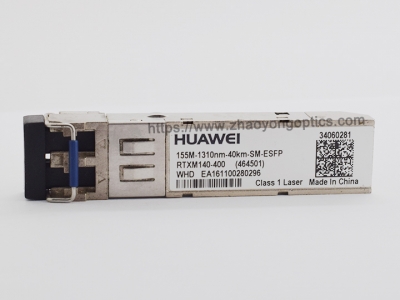 https://www.zhaoyongoptics.com
HUAWEI
34060281
155M-1310nm-40km-SM-ESFP
RTXM140-400 (464501)
WHD EA161100280296
Class 1 Laser Made In China